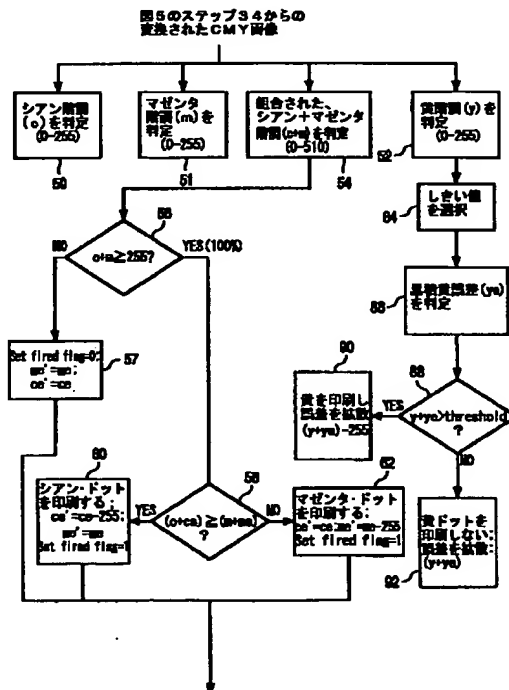 図5のステップ34からの
変換されたCMY画像
シアン階調
(c)を判定
(0-255)
50
マゼンタ
階調(m)を
判定
(0-255)
51
組合された、
シアン+マゼンタ
階調(c+m)を判定
(0-510)
54
黄階調(y)を
判定
(0-255)
52
しきい値
を選択
84
累積黄誤差(ye)
を判定
56
c+m≧255?
NO
YES(100%)
Set fired flag=0;
me'=me;
ce'=ce
57
90
黄を印刷し
誤差を拡散
(y+ye)-255
88
y+ye>threshold
?
YES
NO
60
シアン・ドット
を印刷する;
ce'=ce-255;
me'=me
Set fired flag=1
58
(c+ce)≧(m+me)
?
YES
NO
62
マゼンタ・ドット
を印刷する;
ce'=ce;me'=me-255
Set fired flag=1
黄ドットを
印刷しない;
誤差を拡散;
(y+ye)
92